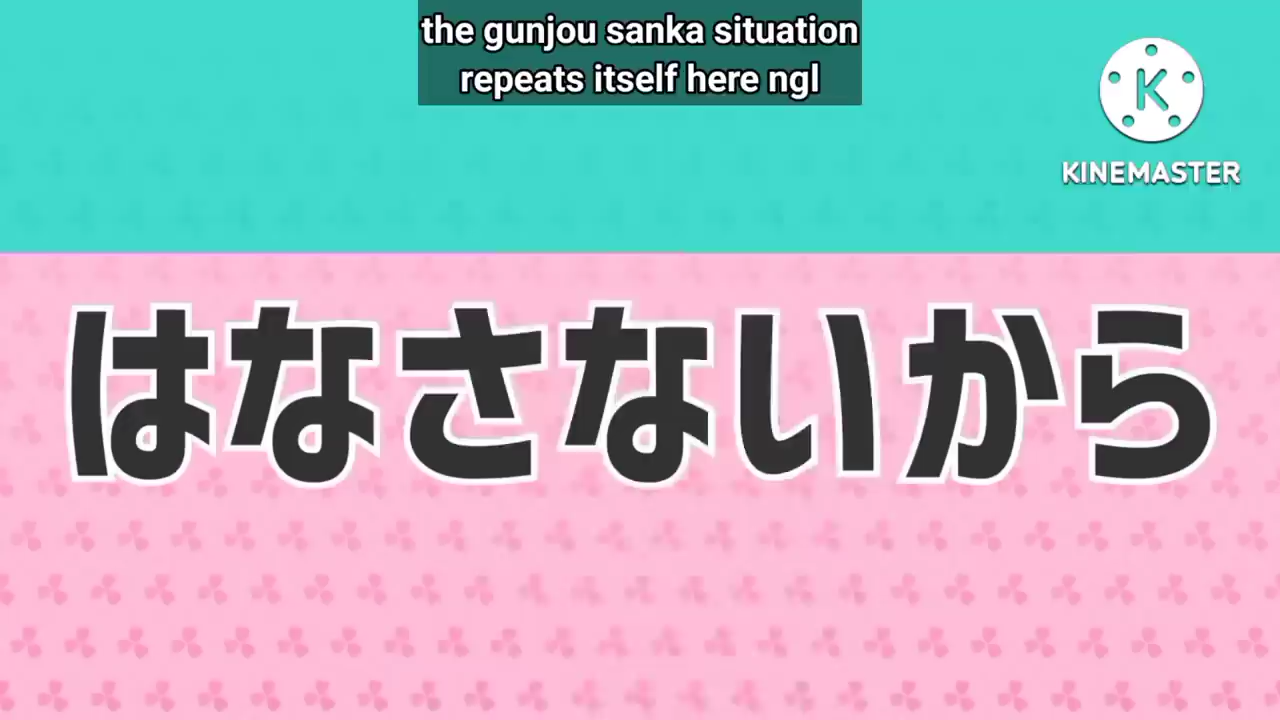 the gunjou sanka situation
repeats itself here ngl
K
KINEMASTER
はなさないから